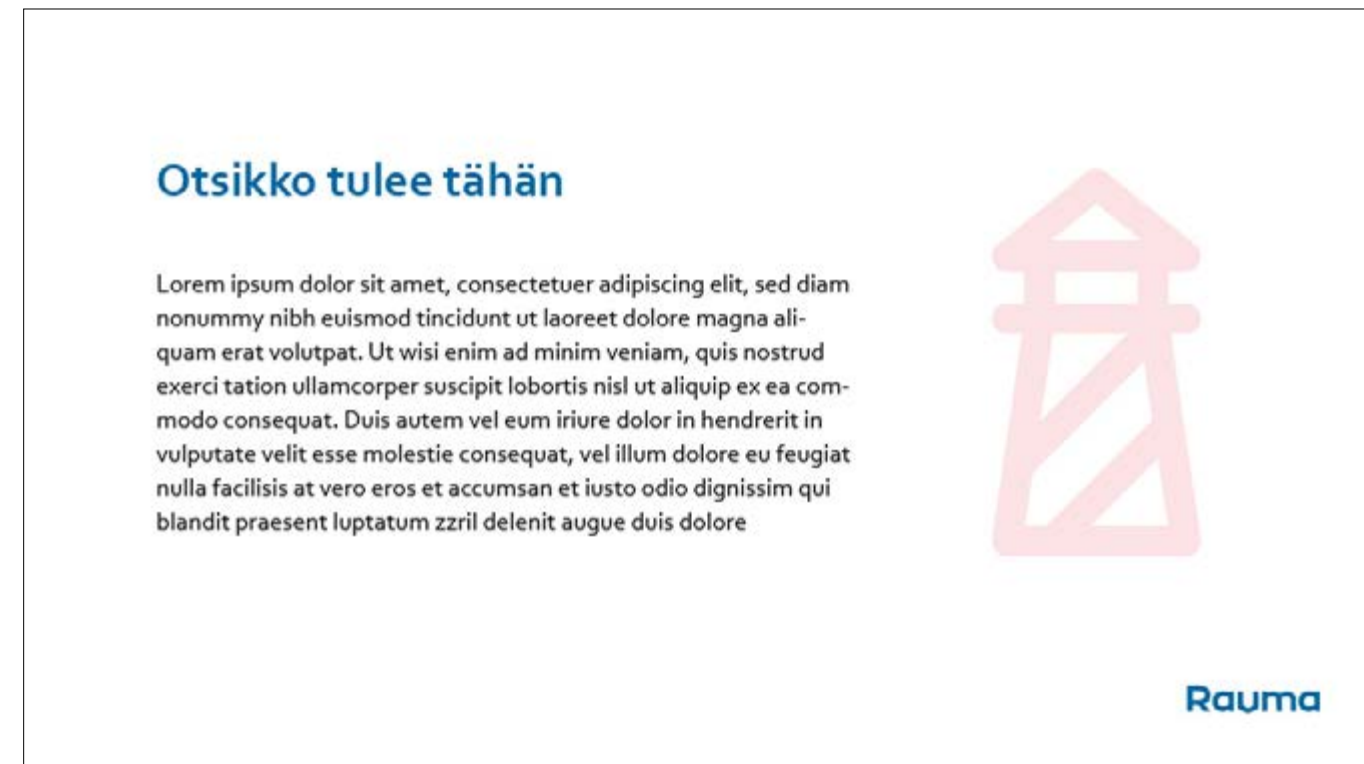 Otsikko tulee tähän
Lorem ipsum dolor sit amet, consectetuer adipiscing elit, sed diam
nonummy nibh euismod tincidunt ut laoreet dolore magna ali-
quam erat volutpat. Ut wisi enim ad minim veniam, quis nostrud
exerci tation ullamcorper suscipit lobortis nisl ut aliquip ex ea com-
modo consequat. Duis autem vel eum iriure dolor in hendrerit in
vulputate velit esse molestie consequat, vel illum dolore eu feugiat
nulla facilisis at vero eros et accumsan et iusto odio dignissim qui
blandit praesent luptatum zzril delenit augue duis dolore
Rauma